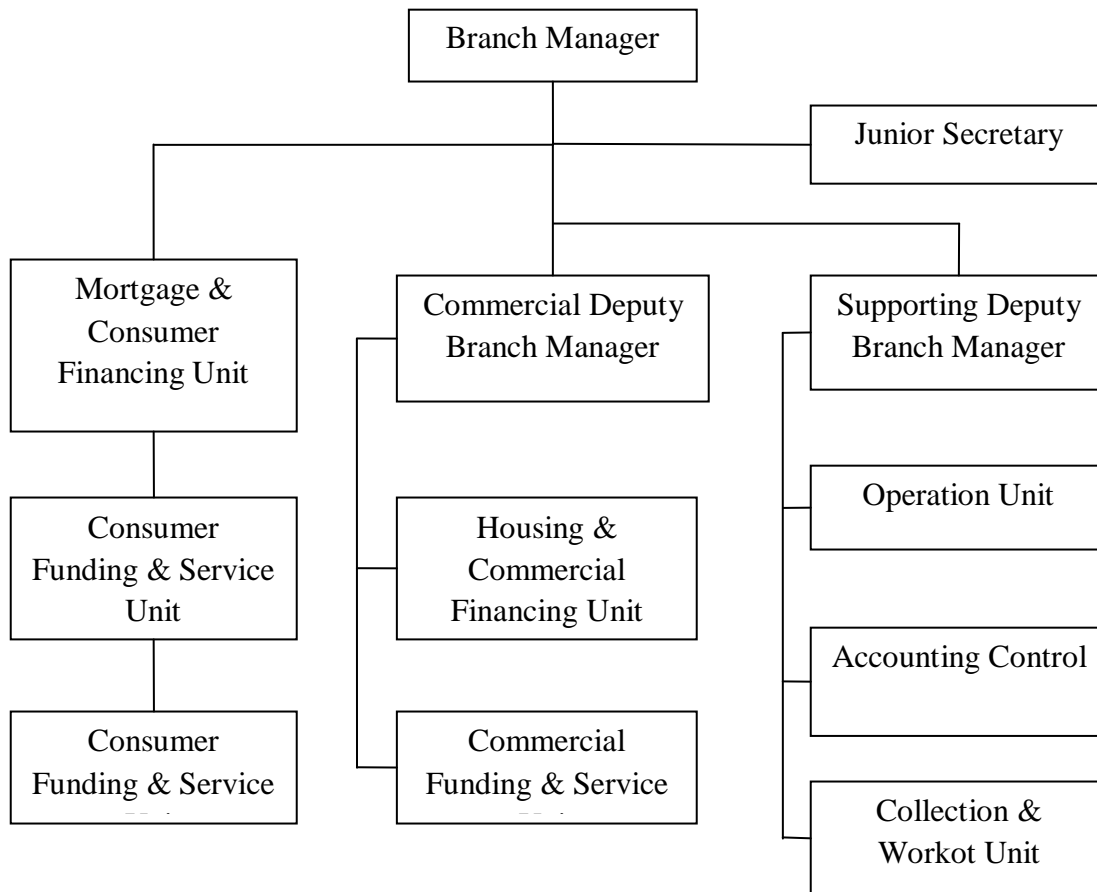 Branch Manager
Junior Secretary
Mortgage &
Consumer
Financing Unit
Commercial Deputy
Branch Manager
Supporting Deputy
Branch Manager
Consumer
Funding & Service
Unit
Housing &
Commercial
Financing Unit
Operation Unit
Accounting Control
Consumer
Funding & Service
Commercial
Funding & Service
Collection &
Workot Unit